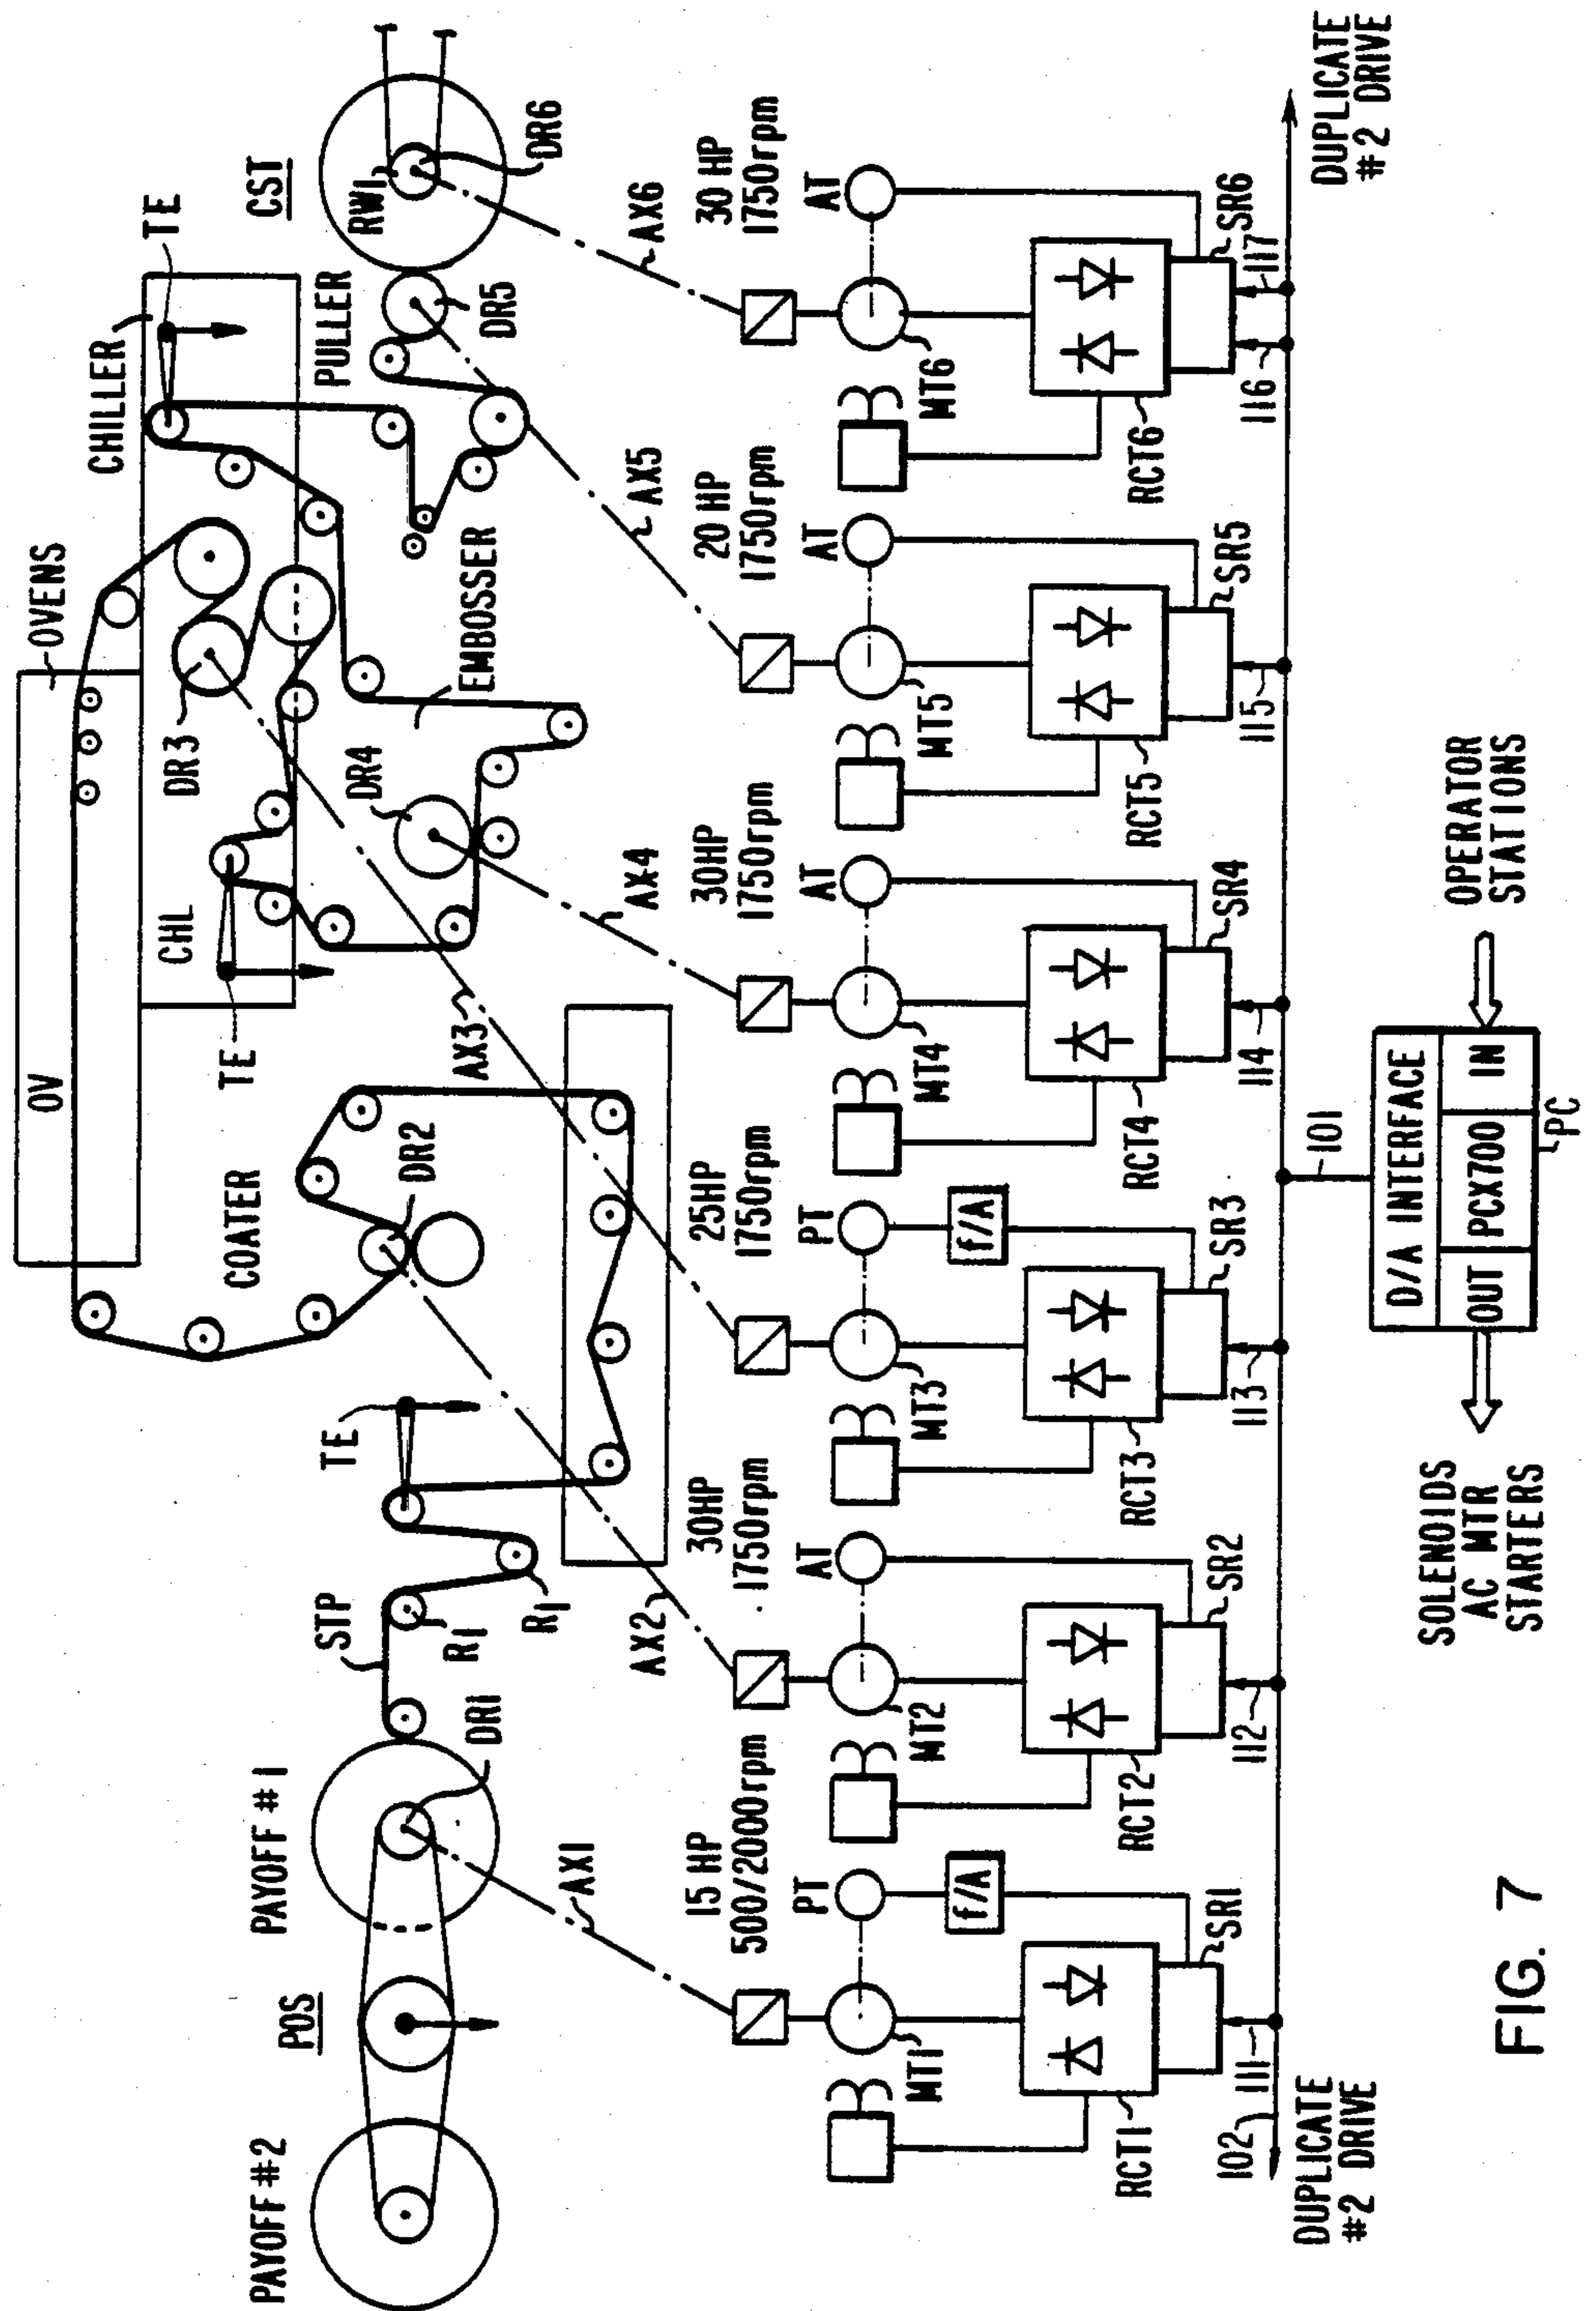 OVENS
OV
CHILLER
TE
CST
RW1
DR6
PULLER
DR5
DR3
CHL
TE
DR4
EMBOSSER
COATER
DR2
TE
STP
R1
R1
PAYOFF #1
DR1
POS
PAYOFF #2
AX1
AX2
AX3
AX4
AX5
AX6
15 HP
500/2000rpm
30HP
1750rpm
25HP
1750rpm
30HP
1750rpm
20 HP
1750rpm
30 HP
1750rpm
PT
AT
PT
AT
AT
AT
MT1
MT2
MT3
MT4
MT5
MT6
f/A
f/A
RCT1
SR1
RCT2
SR2
RCT3
SR3
RCT4
SR4
RCT5
SR5
RCT6
SR6
102
111
112
113
114
115
116
117
DUPLICATE
#2 DRIVE
DUPLICATE
#2 DRIVE
101
D/A INTERFACE
OUT
PCX700
IN
PC
SOLENOIDS
AC MTR
STARTERS
OPERATOR
STATIONS
FIG. 7